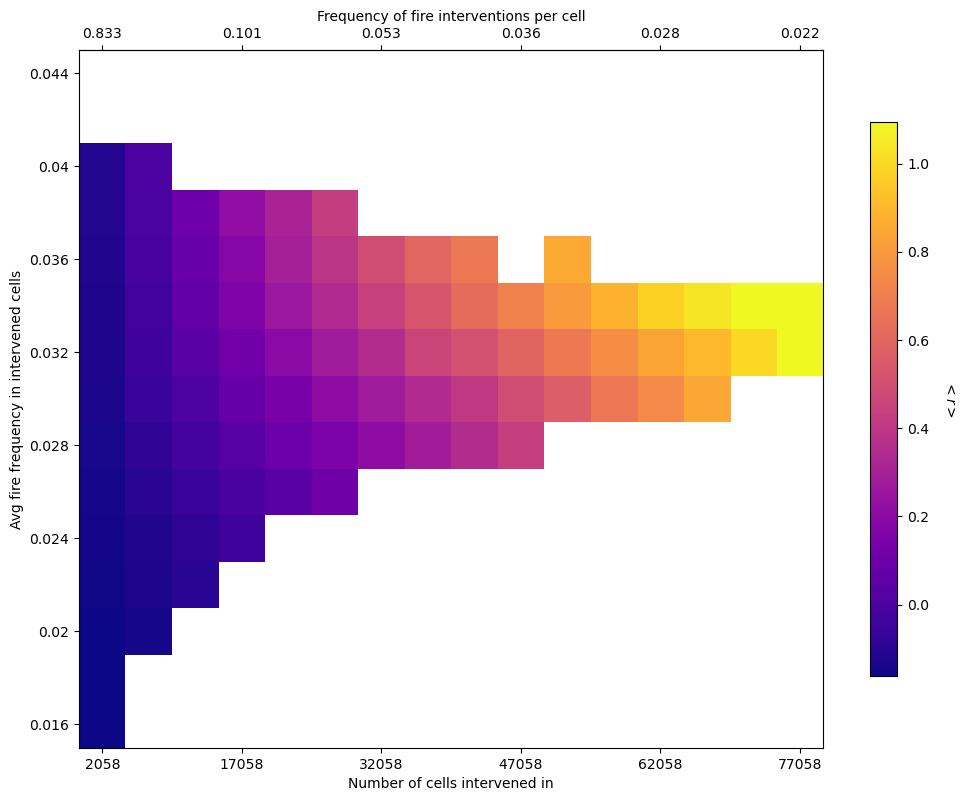 Frequency of fire interventions per cell
0.833 0.101 0.053 0.036 0.028 0.022
0.044
0.04
0.036
0.032
0.028
0.024
0.02
0.016
Avg fire frequency in intervened cells
2058 17058 32058 47058 62058 77058
Number of cells intervened in
1.0
0.8
0.6
0.4
0.2
0.0
< r >